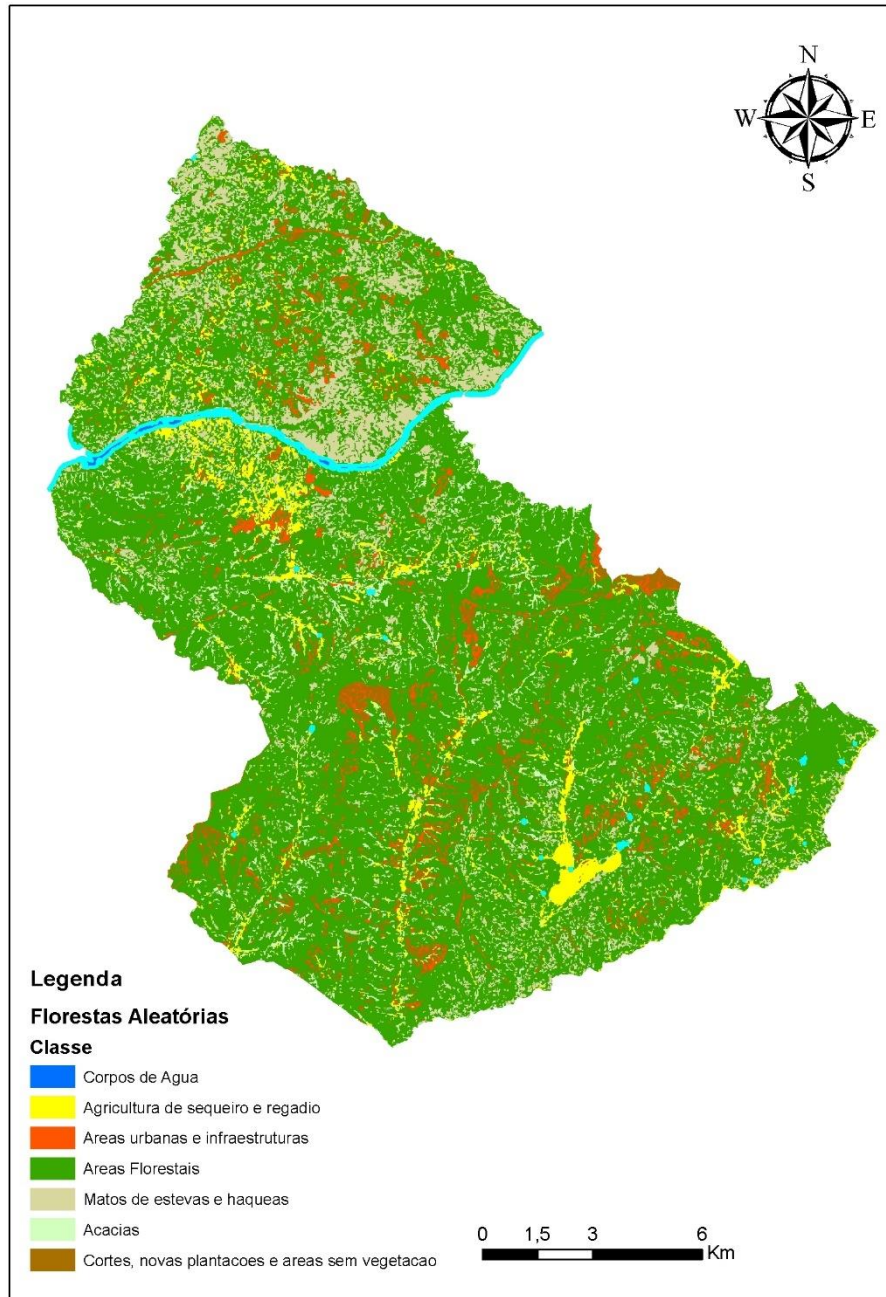 N
W E
S
Legenda
Florestas Aleatórias
Classe
Corpos de Agua
Agricultura de sequeiro e regadio
Areas urbanas e infraestruturas
Areas Florestais
Matos de estevas e haqueas
Acacias
Cortes, novas plantacoes e areas sem vegetacao
0 1,5 3 6
Km